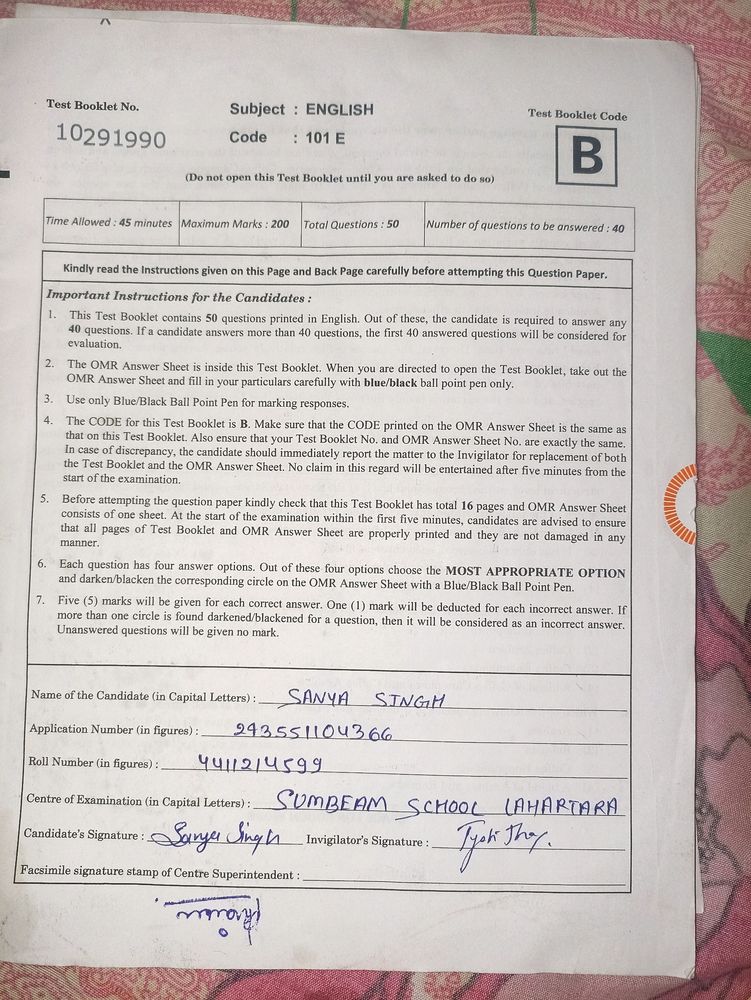 Test Booklet No.
Subject : ENGLISH
Test Booklet Code
10291990
Code : 101 E
B
(Do not open this Test Booklet until you are asked to do so)
Time Allowed : 45 minutes Maximum Marks : 200 Total Questions : 50 Number of questions to be answered : 40
Kindly read the Instructions given on this Page and Back Page carefully before attempting this Question Paper.
Important Instructions for the Candidates :
1. This Test Booklet contains 50 questions printed in English. Out of these, the candidate is required to answer any
40 questions. If a candidate answers more than 40 questions, the first 40 answered questions will be considered for
evaluation.
2. The OMR Answer Sheet is inside this Test Booklet. When you are directed to open the Test Booklet, take out the
OMR Answer Sheet and fill in your particulars carefully with blue/black ball point pen only.
3. Use only Blue/Black Ball Point Pen for marking responses.
4. The CODE for this Test Booklet is B. Make sure that the CODE printed on the OMR Answer Sheet is the same as
that on this Test Booklet. Also ensure that your Test Booklet No. and OMR Answer Sheet No. are exactly the same.
In case of discrepancy, the candidate should immediately report the matter to the Invigilator for replacement of both
the Test Booklet and the OMR Answer Sheet. No claim in this regard will be entertained after five minutes from the
start of the examination.
5. Before attempting the question paper kindly check that this Test Booklet has total 16 pages and OMR Answer Sheet
consists of one sheet. At the start of the examination within the first five minutes, candidates are advised to ensure
that all pages of Test Booklet and OMR Answer Sheet are properly printed and they are not damaged in any
manner.
6. Each question has four answer options. Out of these four options choose the MOST APPROPRIATE OPTION
and darken/blacken the corresponding circle on the OMR Answer Sheet with a Blue/Black Ball Point Pen.
7. Five (5) marks will be given for each correct answer. One (1) mark will be deducted for each incorrect answer. If
more than one circle is found darkened/blackened for a question, then it will be considered as an incorrect answer.
Unanswered questions will be given no mark.
Name of the Candidate (in Capital Letters) : SANYA SINGH
Application Number (in figures) : 243551104366
Roll Number (in figures) : 4411214599
Centre of Examination (in Capital Letters) : SUMBEAM SCHOOL LAHARTARA
Candidate's Signature : Sanya Singh Invigilator's Signature : Jyoti Jha
Facsimile signature stamp of Centre Superintendent :